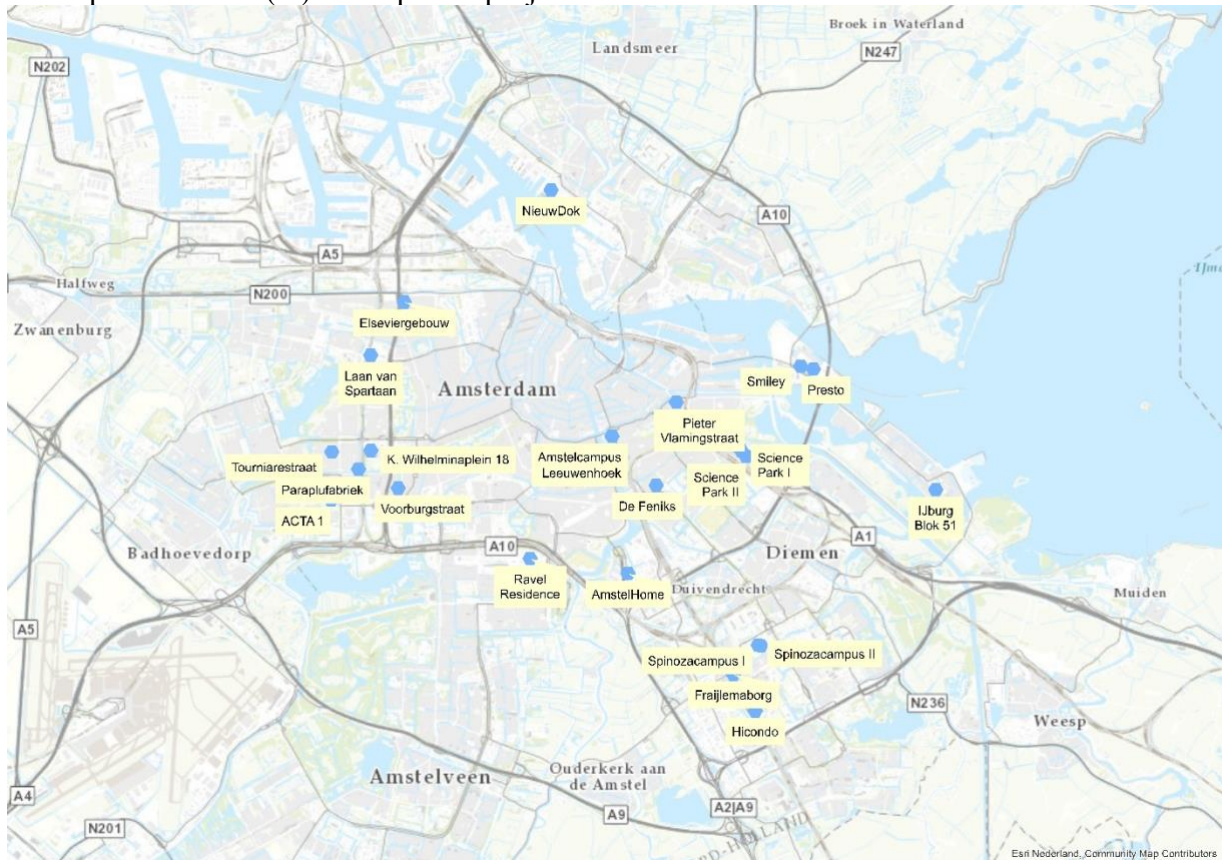 Landsmeer
Broek in Waterland
N247
N202
NieuwDok
A10
A5
Halfweg
N200
Zwanenburg
Elseviergebouw
Laan van
Spartaan
Amsterdam
Smiley
Presto
Pieter
Vlamingstraat
Amstelcampus
Leeuwenhoek
K. Wilhelminaplein 18
Tourniarestraat
Science
Park I
Science
Park II
Paraplufabriek
Voorburgstraat
De Feniks
IJburg
Blok 51
ACTA 1
Badhoevedorp
A10
Diemen
A1
Ravel
Residence
AmstelHome
Duivendrecht
Muiden
A5
Spinozacampus I
Spinozacampus II
Fraijlemaborg
Hicondo
N236
Weesp
Amstelveen
Ouderkerk aan
de Amstel
A4
A9
A2|A9
N201
Esri Nederland, Community Map Contributors